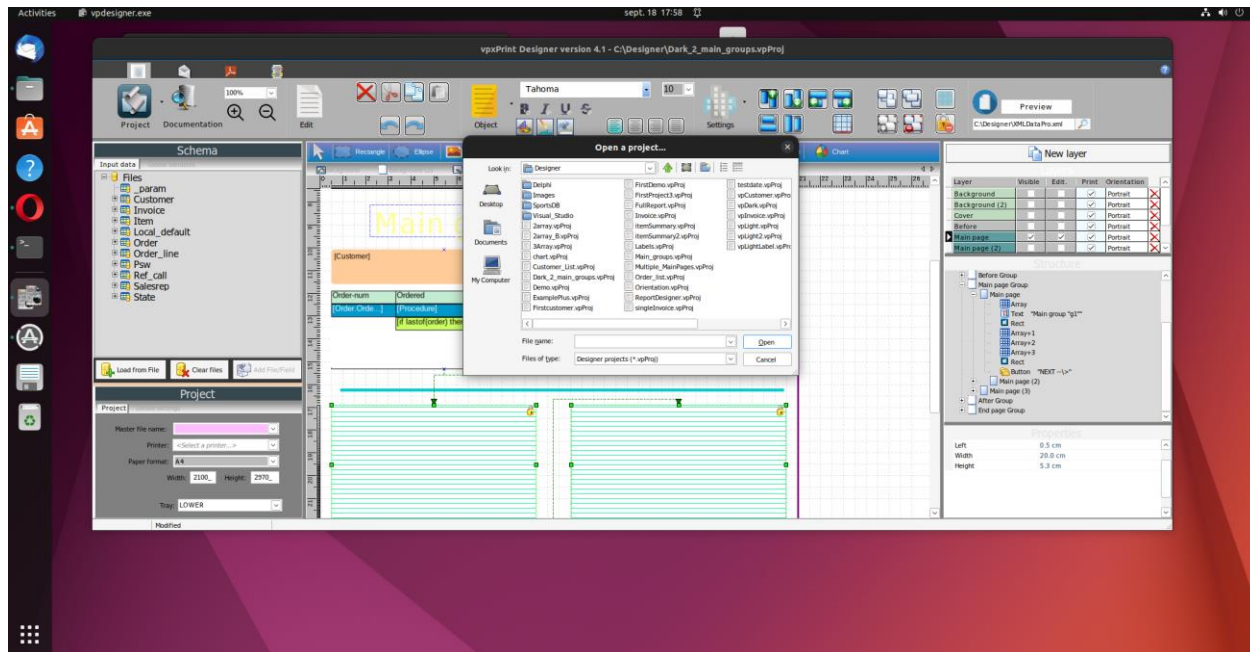 Activities
vpdesigner.exe
sept. 18 17:58
vpxPrint Designer version 4.1 - C:\Designer\Dark_2_main_groups.vpProj
Project
Documentation
100%
Edit
Object
Tahoma
10
B I U S
Settings
Preview
C:\Designer\XMLDataPro.xml
Schema
Input data
Files
_param
Customer
Invoice
Item
Local_default
Order
Order_line
Psw
Ref_call
Salesrep
State
Load from File
Clear files
Add File/Field
Project
Project
Master file name:
Printer:
<Select a printer...>
Paper format:
A4
Width:
2100_
Height:
2970_
Tray:
LOWER
Modified
Rectangle
Ellipse
Chart
Main
[Customer]
Order-num
Ordered
[Order.Orde...]
[Procedure]
[if lastof(order) then
Open a project...
Look in:
Designer
Desktop
Documents
My Computer
Delphi
Images
SportsDB
Visual_Studio
2array.vpProj
2array_B.vpProj
3Array.vpProj
chart.vpProj
Customer_List.vpProj
Dark_2_main_groups.vpProj
Demo.vpProj
ExamplePlus.vpProj
Firstcustomer.vpProj
FirstDemo.vpProj
FirstProject3.vpProj
FullReport.vpProj
Invoice.vpProj
itemSummary.vpProj
itemSummary2.vpProj
Labels.vpProj
Main_groups.vpProj
Multiple_MainPages.vpProj
Order_list.vpProj
Orientation.vpProj
ReportDesigner.vpProj
singleInvoice.vpProj
testdate.vpProj
vpCustomer.vpPro
vpDark.vpProj
vpInvoice.vpProj
vpLight.vpProj
vpLight2.vpProj
vpLightLabel.vpPr
File name:
Open
Files of type:
Designer projects (*.vpProj)
Cancel
New layer
Layer Visible Edit. Print Orientation
Background Portrait
Background (2) Portrait
Cover Portrait
Before Portrait
Main page Portrait
Main page (2) Portrait
Structure
Before Group
Main page Group
Main page
Array
Text "Main group "g1""
Rect
Array+1
Array+2
Array+3
Rect
Button "NEXT --\>"
Main page (2)
Main page (3)
After Group
End page Group
Properties
Left 0.5 cm
Width 20.0 cm
Height 5.3 cm